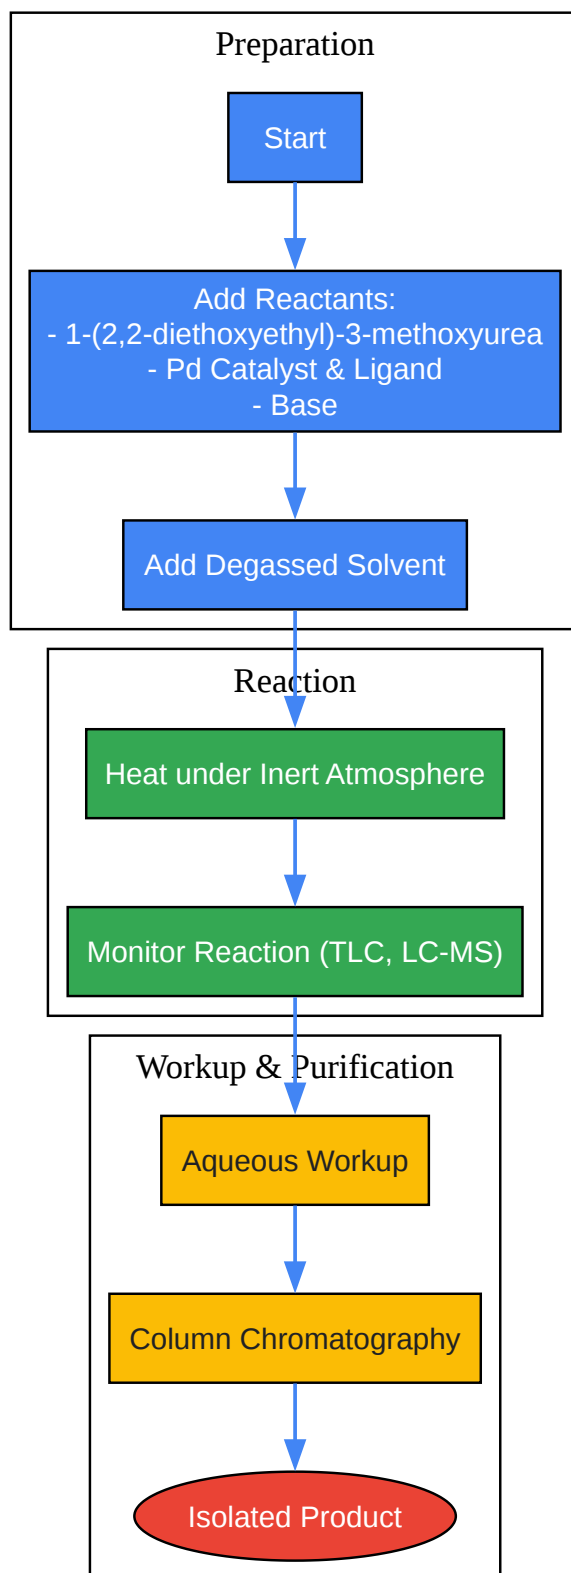 Preparation
Start
Add Reactants:
- 1-(2,2-diethoxyethyl)-3-methoxyurea
- Pd Catalyst & Ligand
- Base
Add Degassed Solvent
Reaction
Heat under Inert Atmosphere
Monitor Reaction (TLC, LC-MS)
Workup & Purification
Aqueous Workup
Column Chromatography
Isolated Product